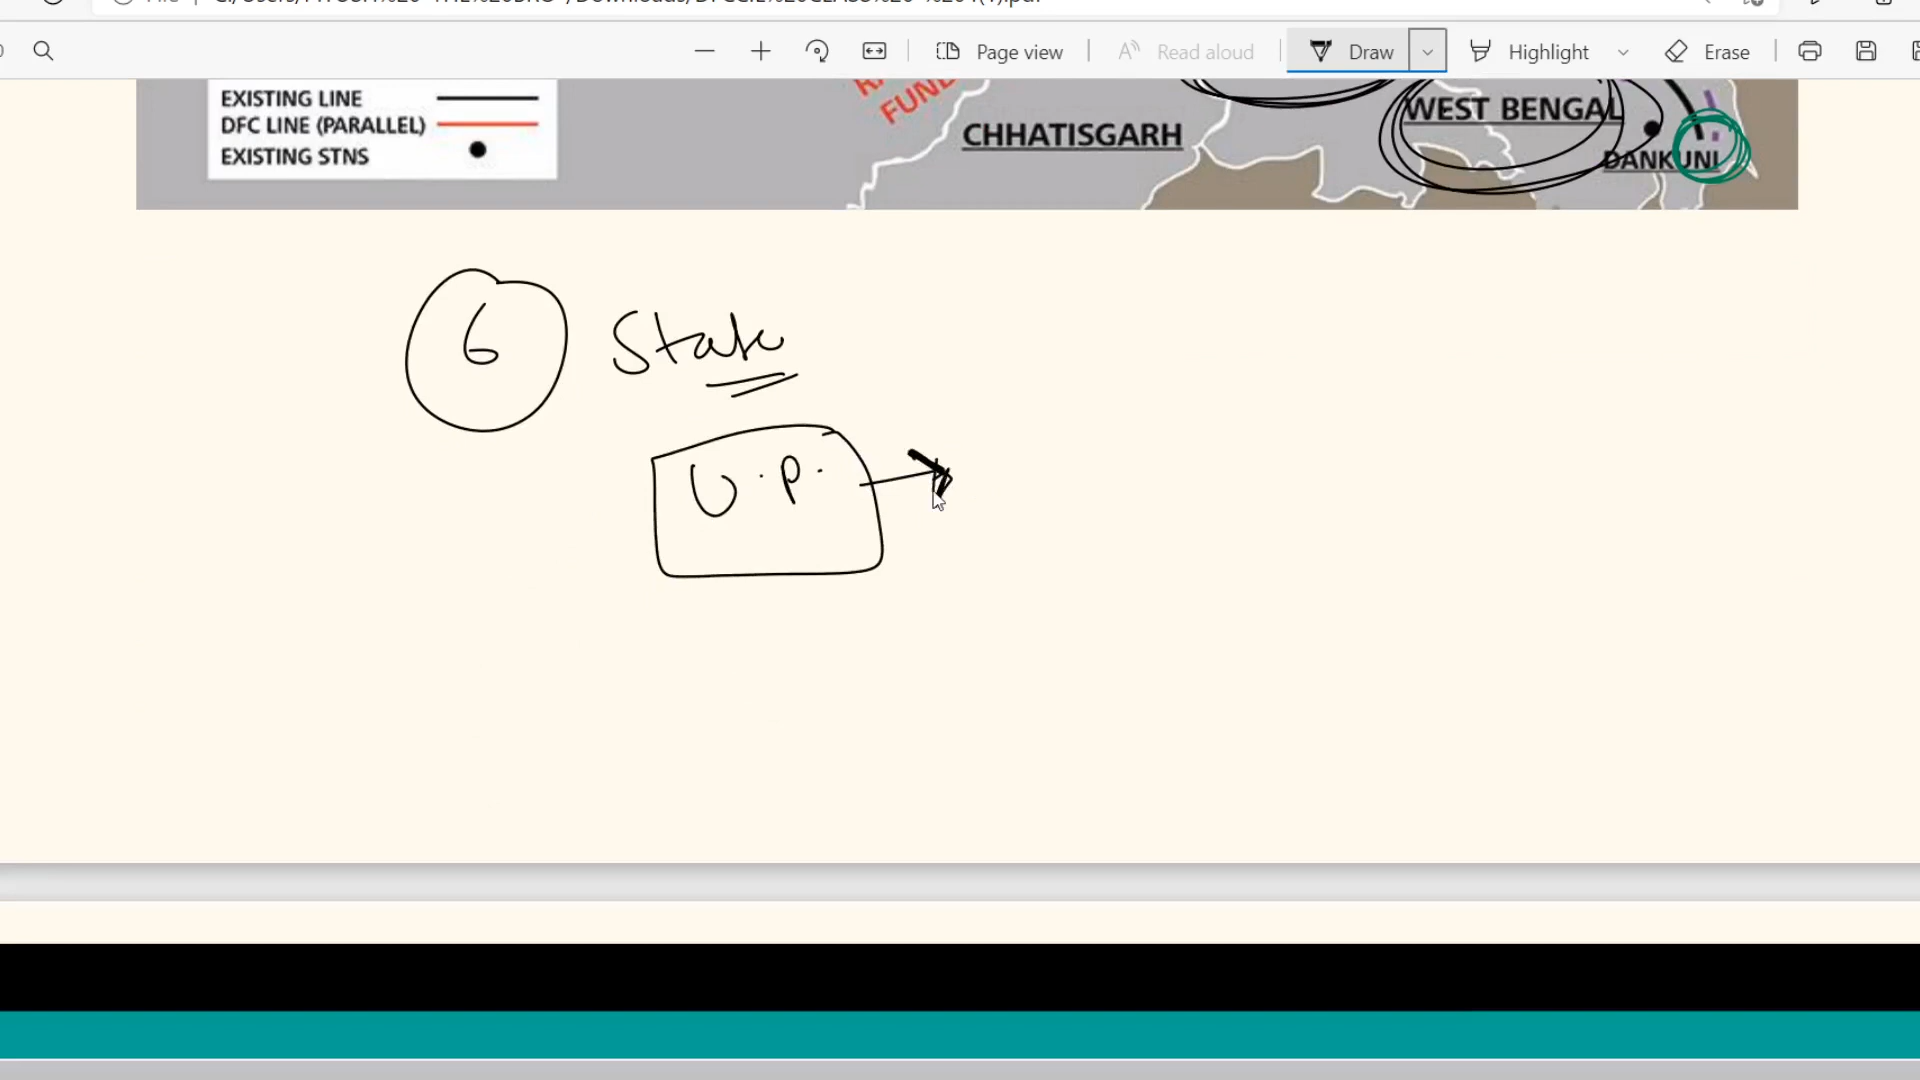 Page view
Read aloud
Draw
Highlight
Erase
EXISTING LINE
DFC LINE (PARALLEL)
EXISTING STNS
FUND
CHHATISGARH
WEST BENGAL
DANKUNI
6 State
U.P.